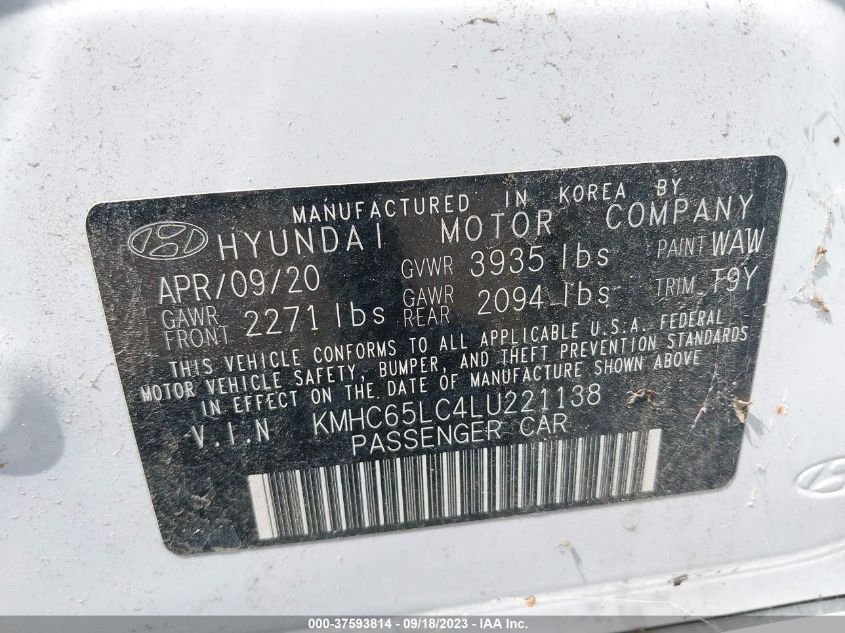 MANUFACTURED IN KOREA BY
HYUNDAI MOTOR COMPANY
APR/09/20 GVWR 3935 lbs PAINT WAW
GAWR FRONT 2271 lbs GAWR REAR 2094 lbs TRIM T9Y
THIS VEHICLE CONFORMS TO ALL APPLICABLE U.S.A. FEDERAL
MOTOR VEHICLE SAFETY, BUMPER, AND THEFT PREVENTION STANDARDS
IN EFFECT ON THE DATE OF MANUFACTURE SHOWN ABOVE
V.I.N KMHC65LC4LU221138
PASSENGER CAR
000-37593814 - 09/18/2023 - IAA Inc.